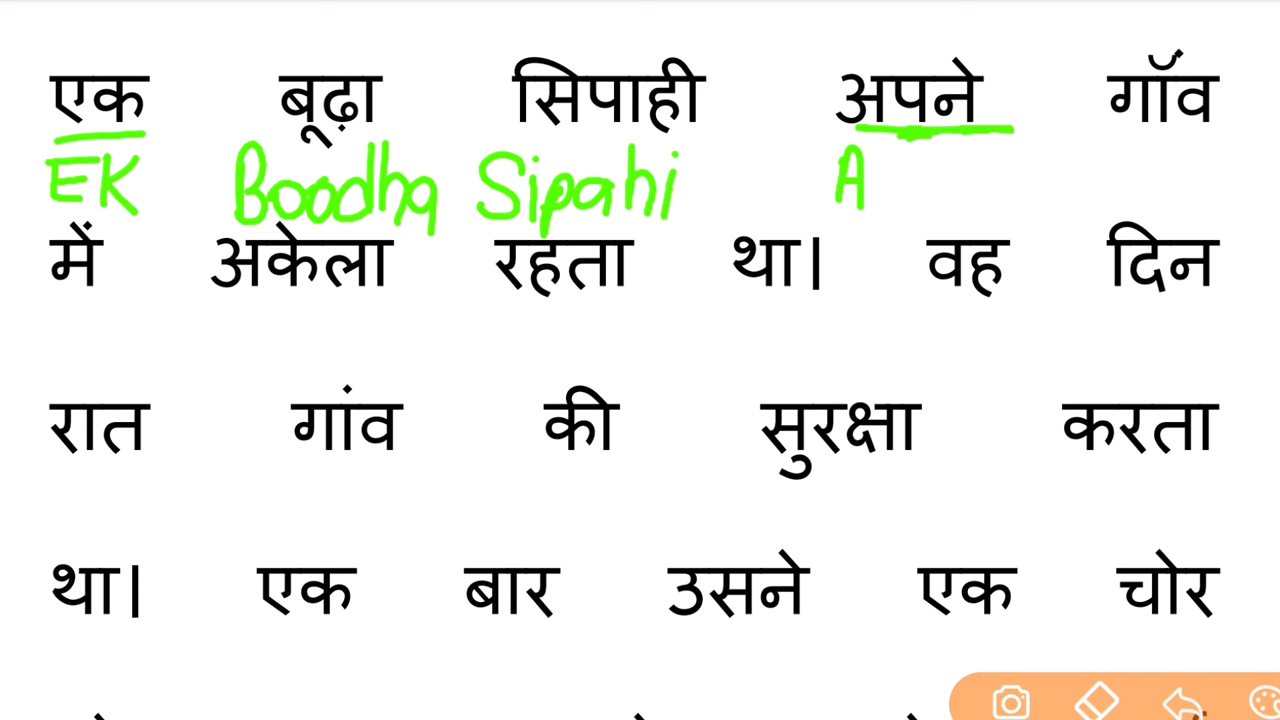 एक बूढ़ा सिपाही अपने गॉंव
EK Boodha Sipahi A
में अकेला रहता था। वह दिन
रात गांव की सुरक्षा करता
था। एक बार उसने एक चोर